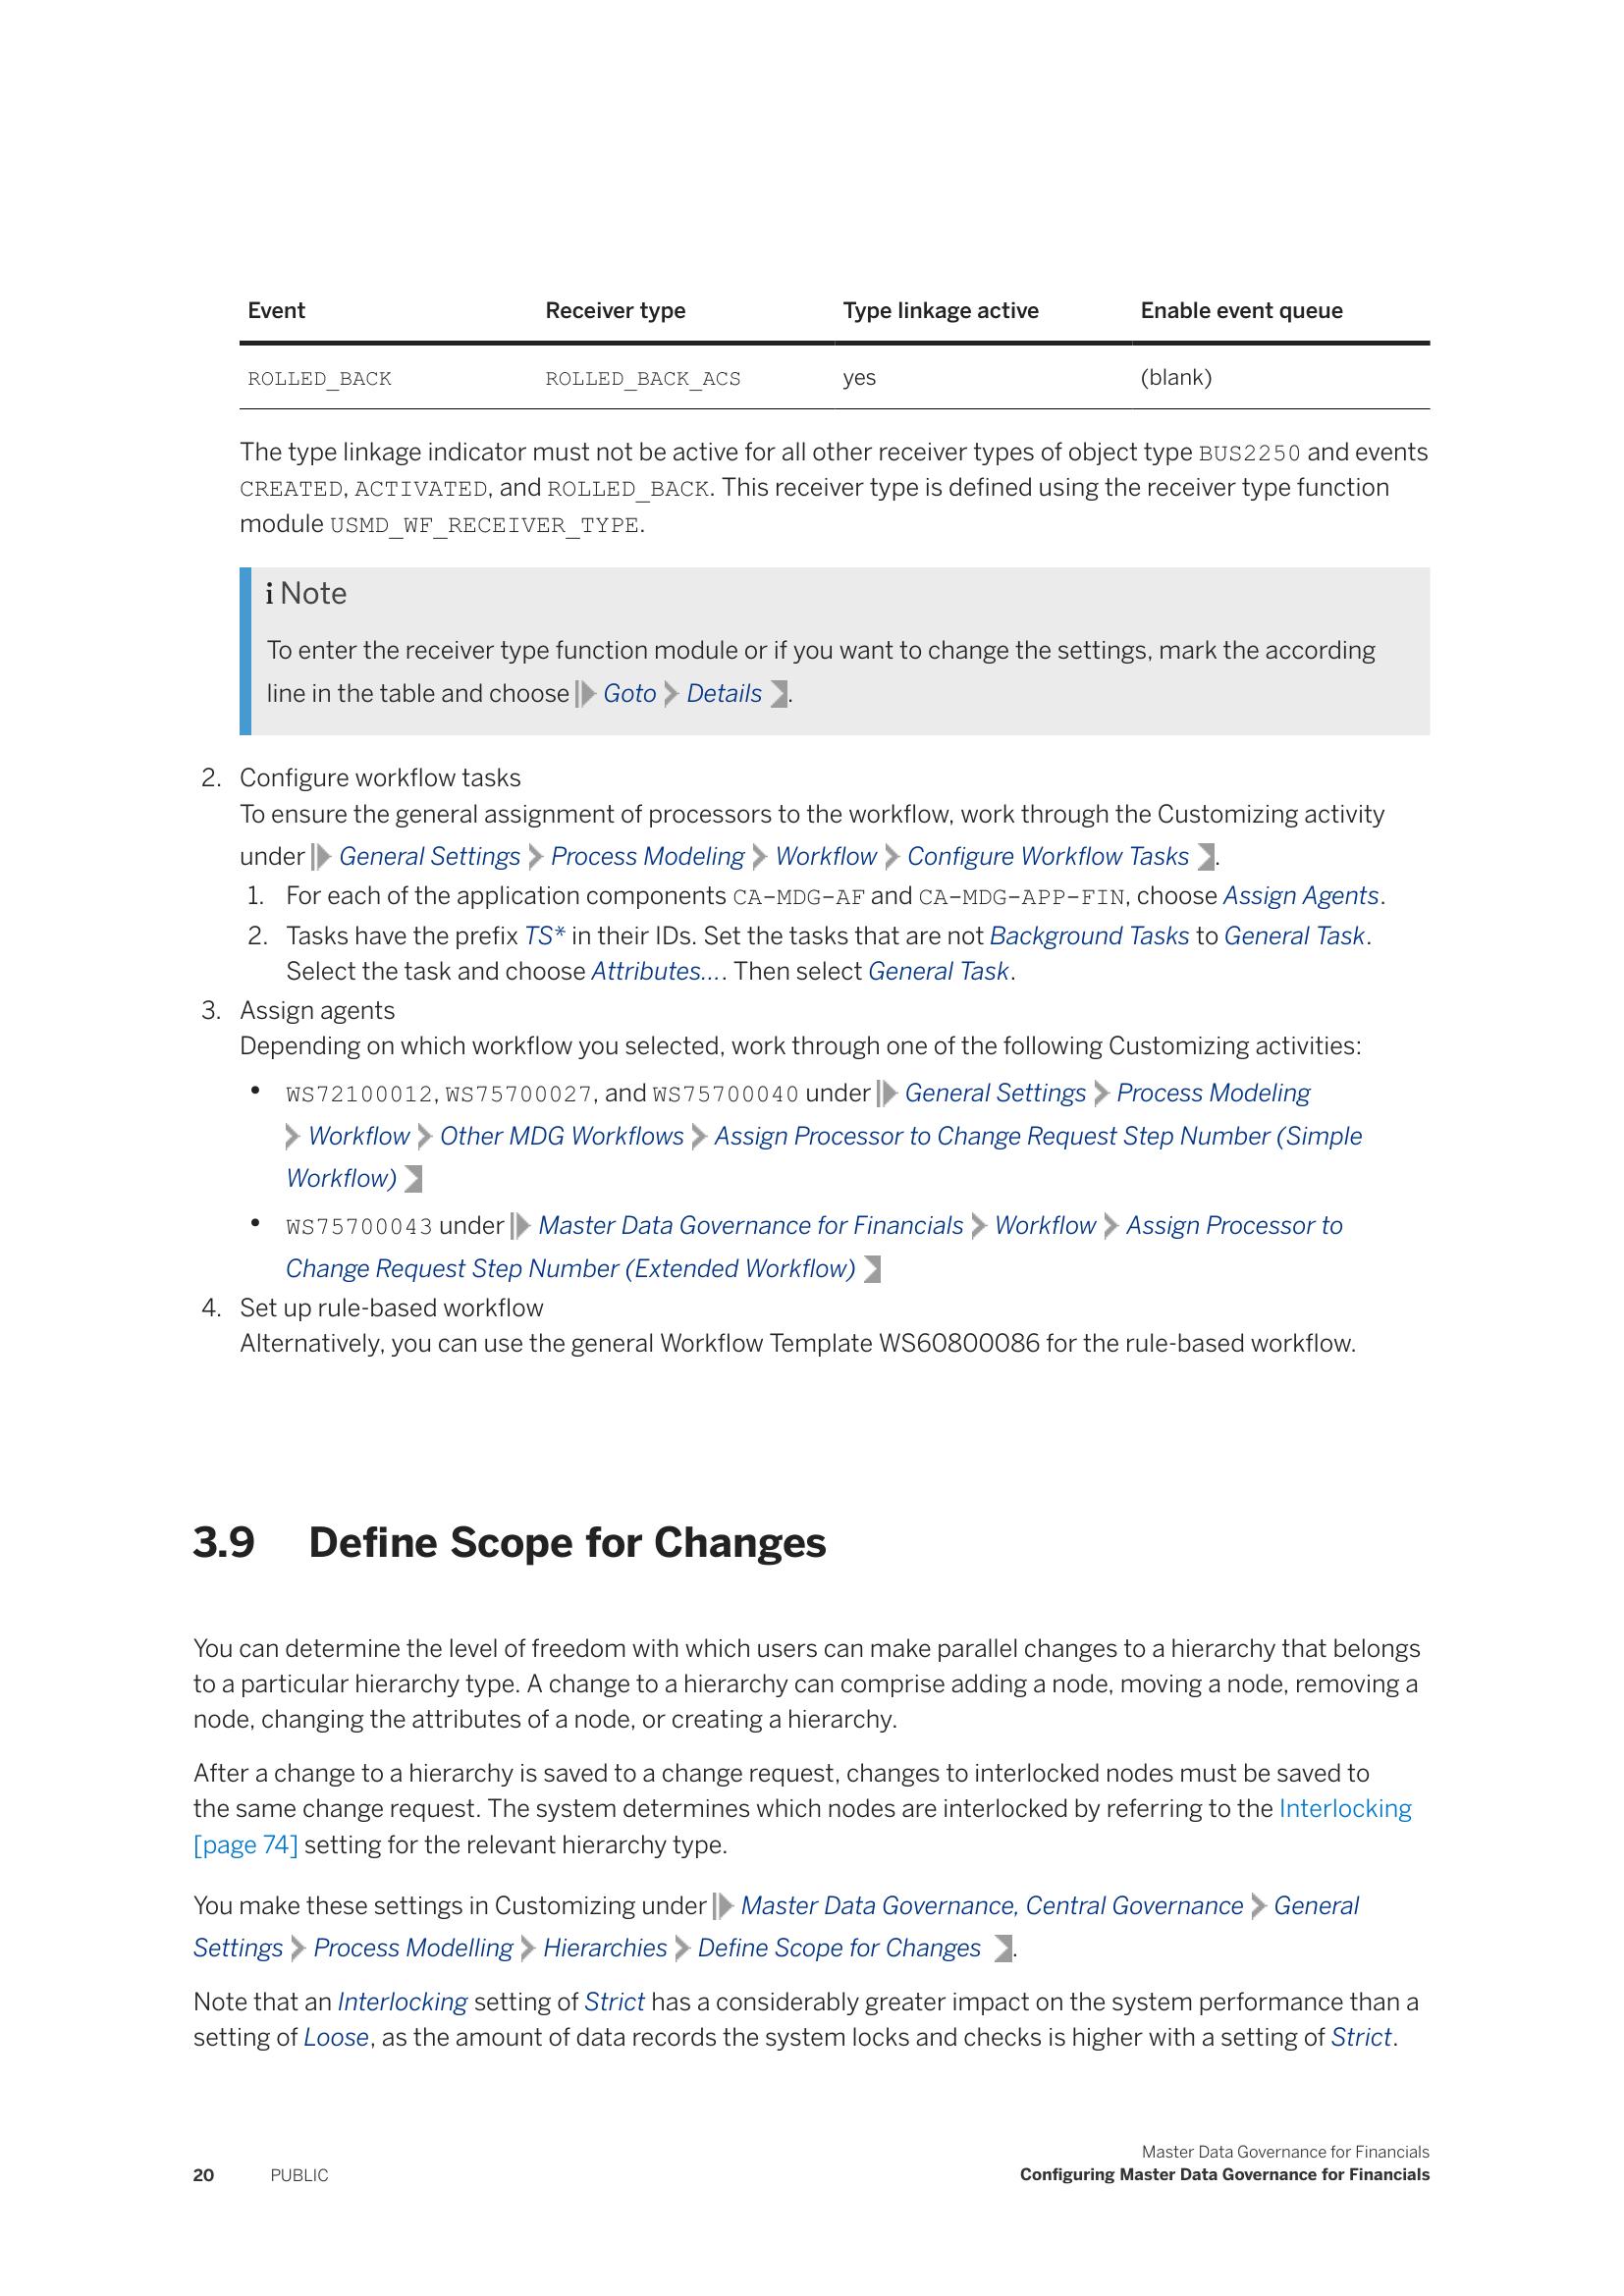 Event Receiver type Type linkage active Enable event queue
ROLLED_BACK ROLLED_BACK_ACS yes (blank)
The type linkage indicator must not be active for all other receiver types of object type BUS2250 and events
CREATED, ACTIVATED, and ROLLED_BACK. This receiver type is defined using the receiver type function
module USMD_WF_RECEIVER_TYPE.
i Note
To enter the receiver type function module or if you want to change the settings, mark the according
line in the table and choose Goto > Details .
2. Configure workflow tasks
To ensure the general assignment of processors to the workflow, work through the Customizing activity
under General Settings > Process Modeling > Workflow > Configure Workflow Tasks .
1. For each of the application components CA-MDG-AF and CA-MDG-APP-FIN, choose Assign Agents.
2. Tasks have the prefix TS* in their IDs. Set the tasks that are not Background Tasks to General Task.
Select the task and choose Attributes.... Then select General Task.
3. Assign agents
Depending on which workflow you selected, work through one of the following Customizing activities:
• WS72100012, WS75700027, and WS75700040 under General Settings > Process Modeling
> Workflow > Other MDG Workflows > Assign Processor to Change Request Step Number (Simple
Workflow)
• WS75700043 under Master Data Governance for Financials > Workflow > Assign Processor to
Change Request Step Number (Extended Workflow)
4. Set up rule-based workflow
Alternatively, you can use the general Workflow Template WS60800086 for the rule-based workflow.
3.9 Define Scope for Changes
You can determine the level of freedom with which users can make parallel changes to a hierarchy that belongs
to a particular hierarchy type. A change to a hierarchy can comprise adding a node, moving a node, removing a
node, changing the attributes of a node, or creating a hierarchy.
After a change to a hierarchy is saved to a change request, changes to interlocked nodes must be saved to
the same change request. The system determines which nodes are interlocked by referring to the Interlocking
[page 74] setting for the relevant hierarchy type.
You make these settings in Customizing under Master Data Governance, Central Governance > General
Settings > Process Modelling > Hierarchies > Define Scope for Changes .
Note that an Interlocking setting of Strict has a considerably greater impact on the system performance than a
setting of Loose, as the amount of data records the system locks and checks is higher with a setting of Strict.
Master Data Governance for Financials
20 PUBLIC Configuring Master Data Governance for Financials